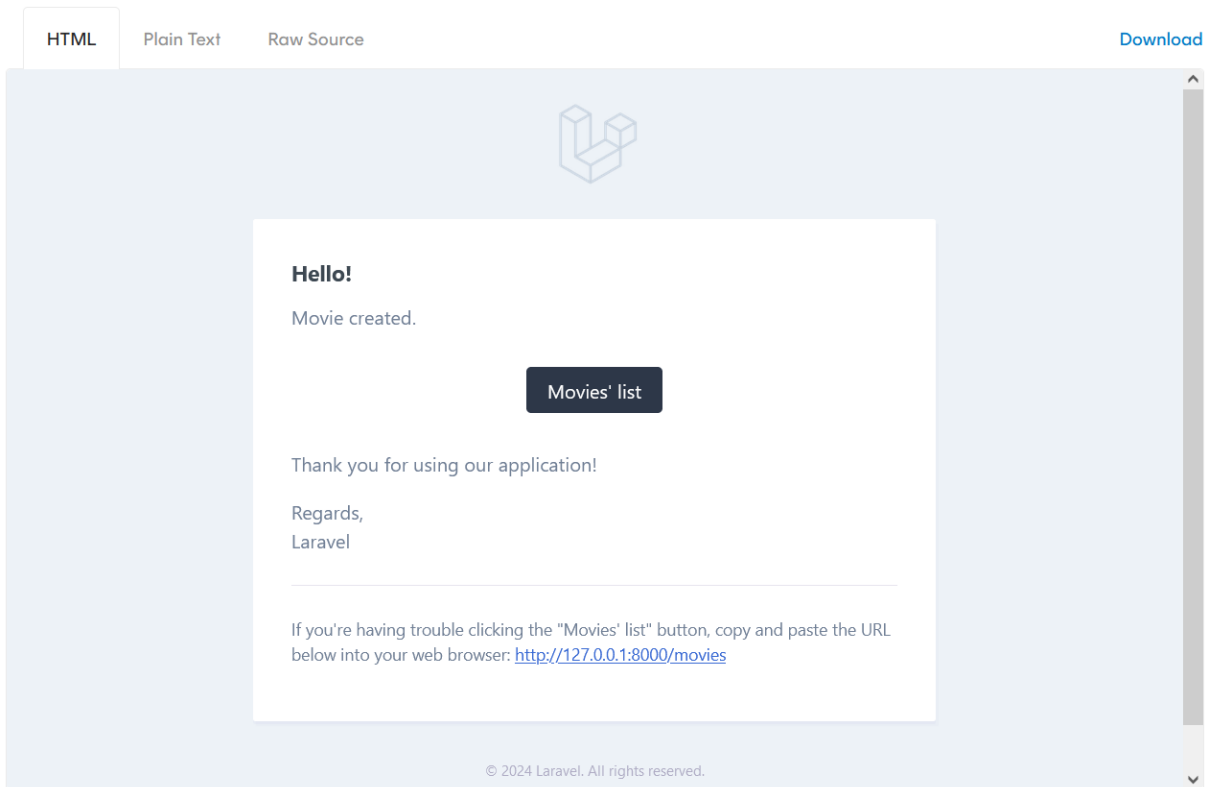 HTML Plain Text Raw Source Download
Hello!
Movie created.
Movies' list
Thank you for using our application!
Regards,
Laravel
If you're having trouble clicking the "Movies' list" button, copy and paste the URL
below into your web browser: http://127.0.0.1:8000/movies
© 2024 Laravel. All rights reserved.